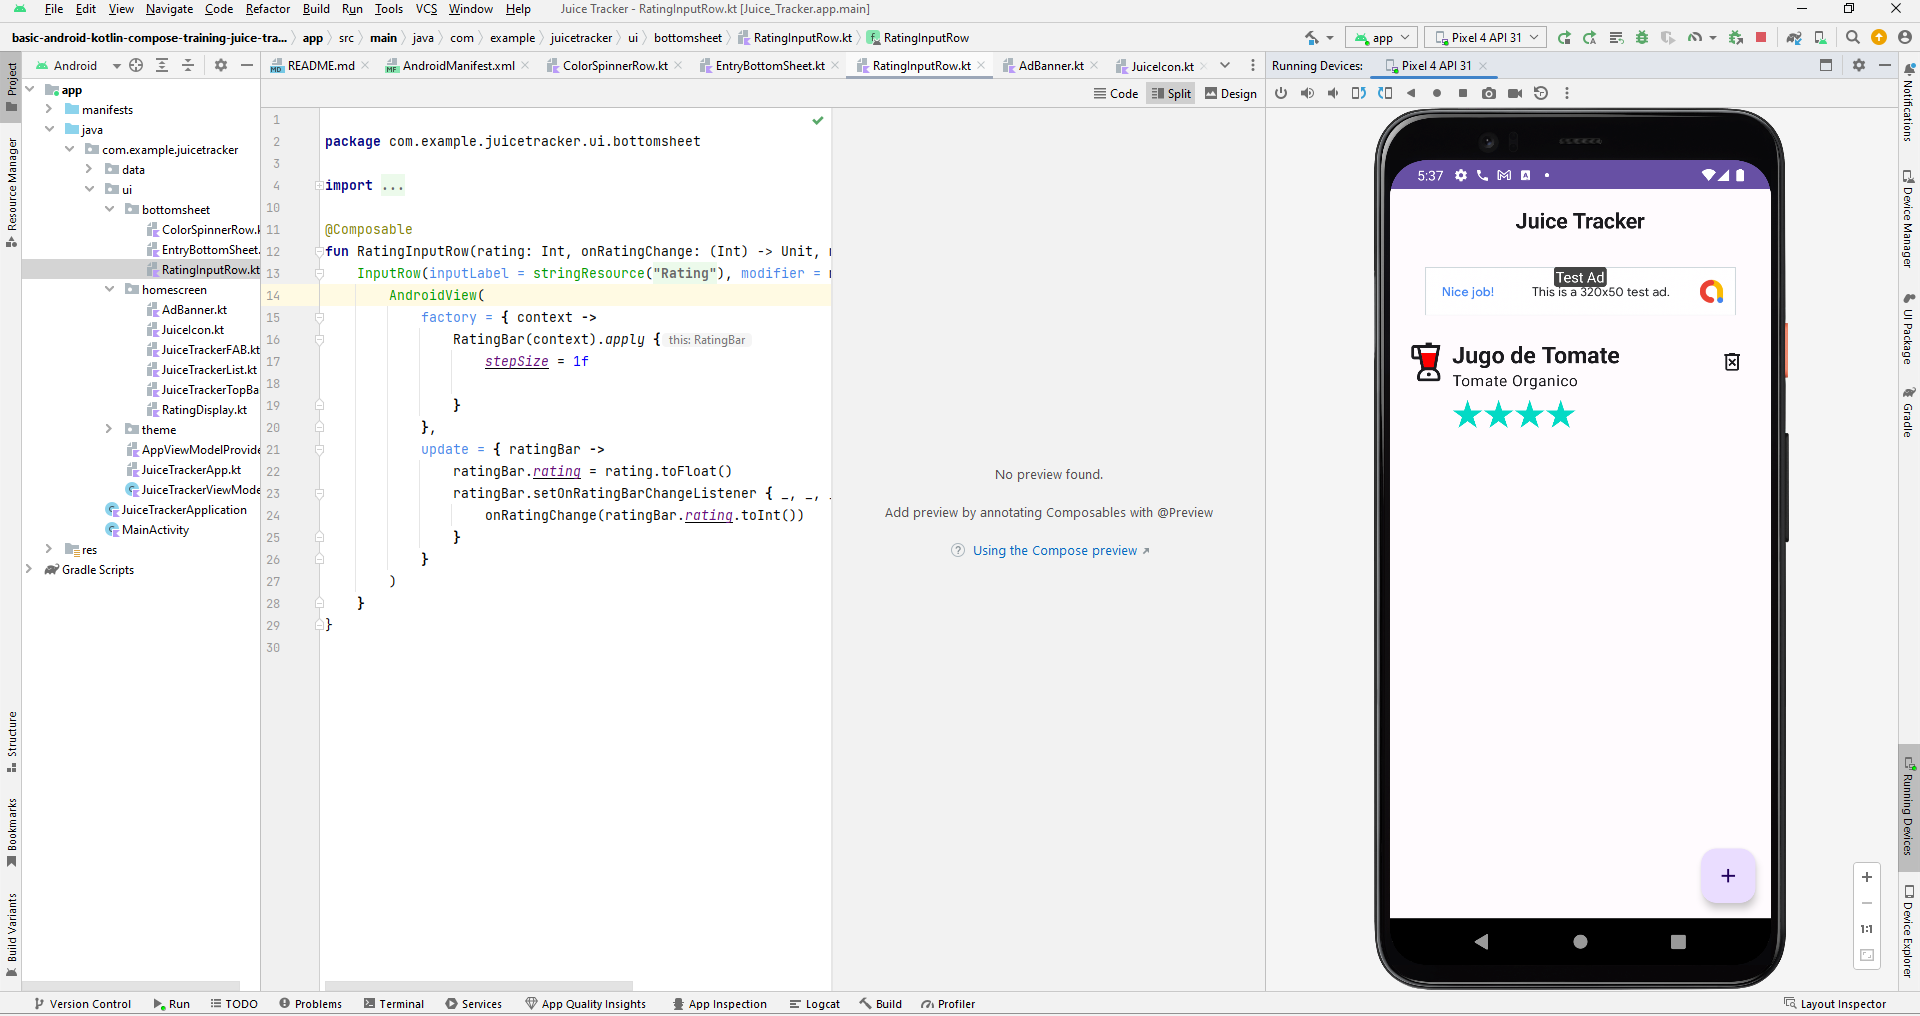 File Edit View Navigate Code Refactor Build Run Tools VCS Window Help Juice Tracker - RatingInputRow.kt [Juice_Tracker.app.main]
basic-android-kotlin-compose-training-juice-tra... app src main java com example juicetracker ui bottomsheet RatingInputRow.kt RatingInputRow app Pixel 4 API 31
Project
Android
README.md AndroidManifest.xml ColorSpinnerRow.kt EntryBottomSheet.kt RatingInputRow.kt AdBanner.kt JuiceIcon.kt
Running Devices: Pixel 4 API 31
Code Split Design
app
manifests
java
com.example.juicetracker
data
ui
bottomsheet
ColorSpinnerRow.k
EntryBottomSheet.
RatingInputRow.kt
homescreen
AdBanner.kt
JuiceIcon.kt
JuiceTrackerFAB.kt
JuiceTrackerList.kt
JuiceTrackerTopBa
RatingDisplay.kt
theme
AppViewModelProvide
JuiceTrackerApp.kt
JuiceTrackerViewMode
JuiceTrackerApplication
MainActivity
res
Gradle Scripts
Resource Manager
Structure
Bookmarks
Build Variants
1
2 package com.example.juicetracker.ui.bottomsheet
3
4 import ...
10
11 @Composable
12 fun RatingInputRow(rating: Int, onRatingChange: (Int) -> Unit, m
13 InputRow(inputLabel = stringResource("Rating"), modifier = m
14 AndroidView(
15 factory = { context ->
16 RatingBar(context).apply { this: RatingBar
17 stepSize = 1f
18
19 }
20 },
21 update = { ratingBar ->
22 ratingBar.rating = rating.toFloat()
23 ratingBar.setOnRatingBarChangeListener { _, _, _
24 onRatingChange(ratingBar.rating.toInt())
25 }
26 }
27 )
28 }
29 }
30
No preview found.
Add preview by annotating Composables with @Preview
Using the Compose preview
5:37
Juice Tracker
Test Ad
Nice job! This is a 320x50 test ad.
Jugo de Tomate
Tomate Organico
+
1:1
Notifications
Device Manager
UI Package
Gradle
Running Devices
Device Explorer
Version Control Run TODO Problems Terminal Services App Quality Insights App Inspection Logcat Build Profiler Layout Inspector